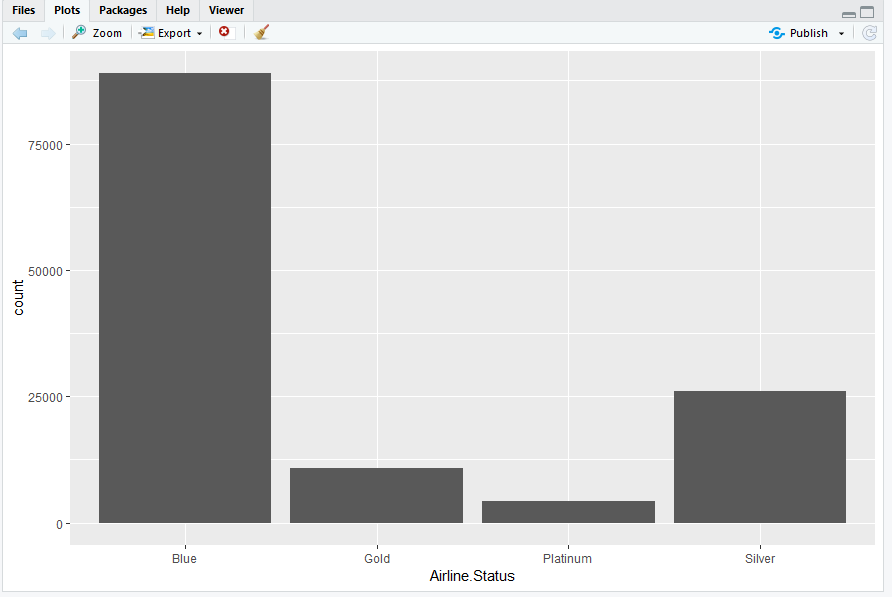 Files Plots Packages Help Viewer
Zoom Export Publish
75000
50000
25000
0
count
Blue Gold Platinum Silver
Airline.Status